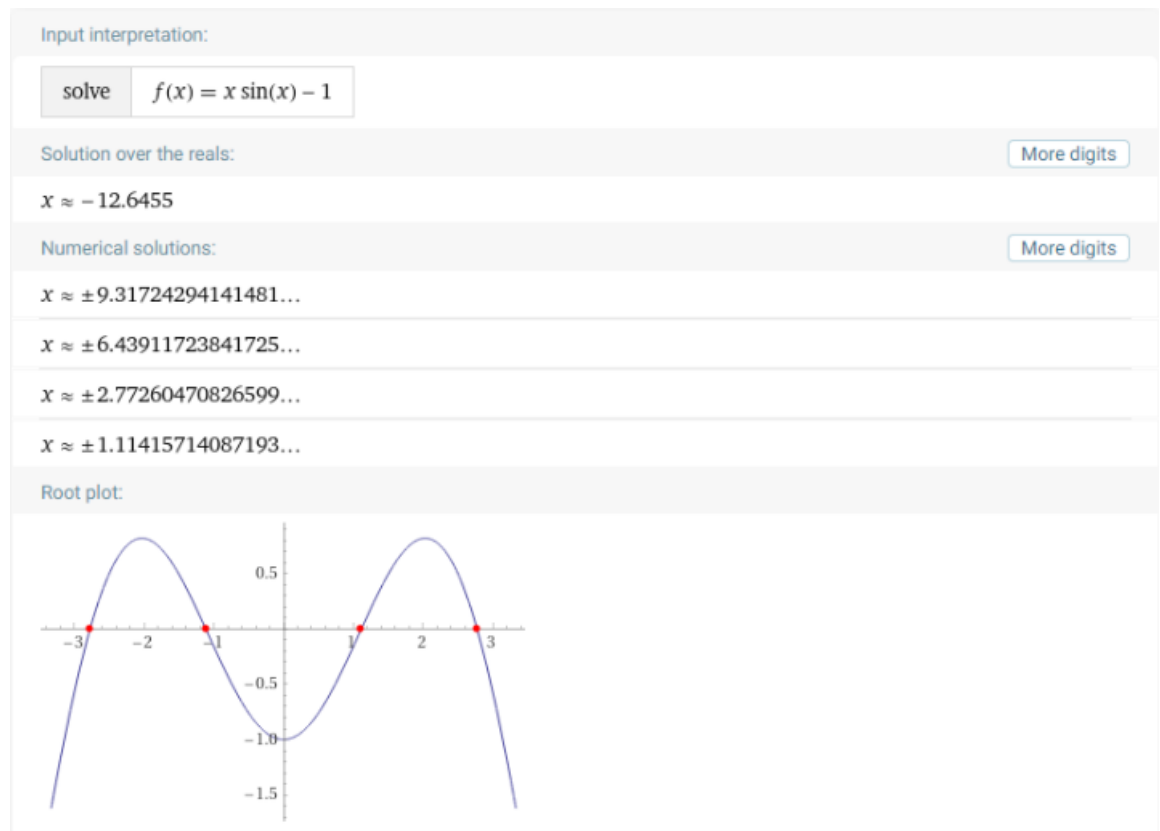 Input interpretation:
solve f(x) = x sin(x) – 1
Solution over the reals:
More digits
x ≈ –12.6455
Numerical solutions:
More digits
x ≈ ±9.31724294141481…
x ≈ ±6.43911723841725…
x ≈ ±2.77260470826599…
x ≈ ±1.11415714087193…
Root plot:
0.5
–3 –2 –1 1 2 3
–0.5
–1.0
–1.5